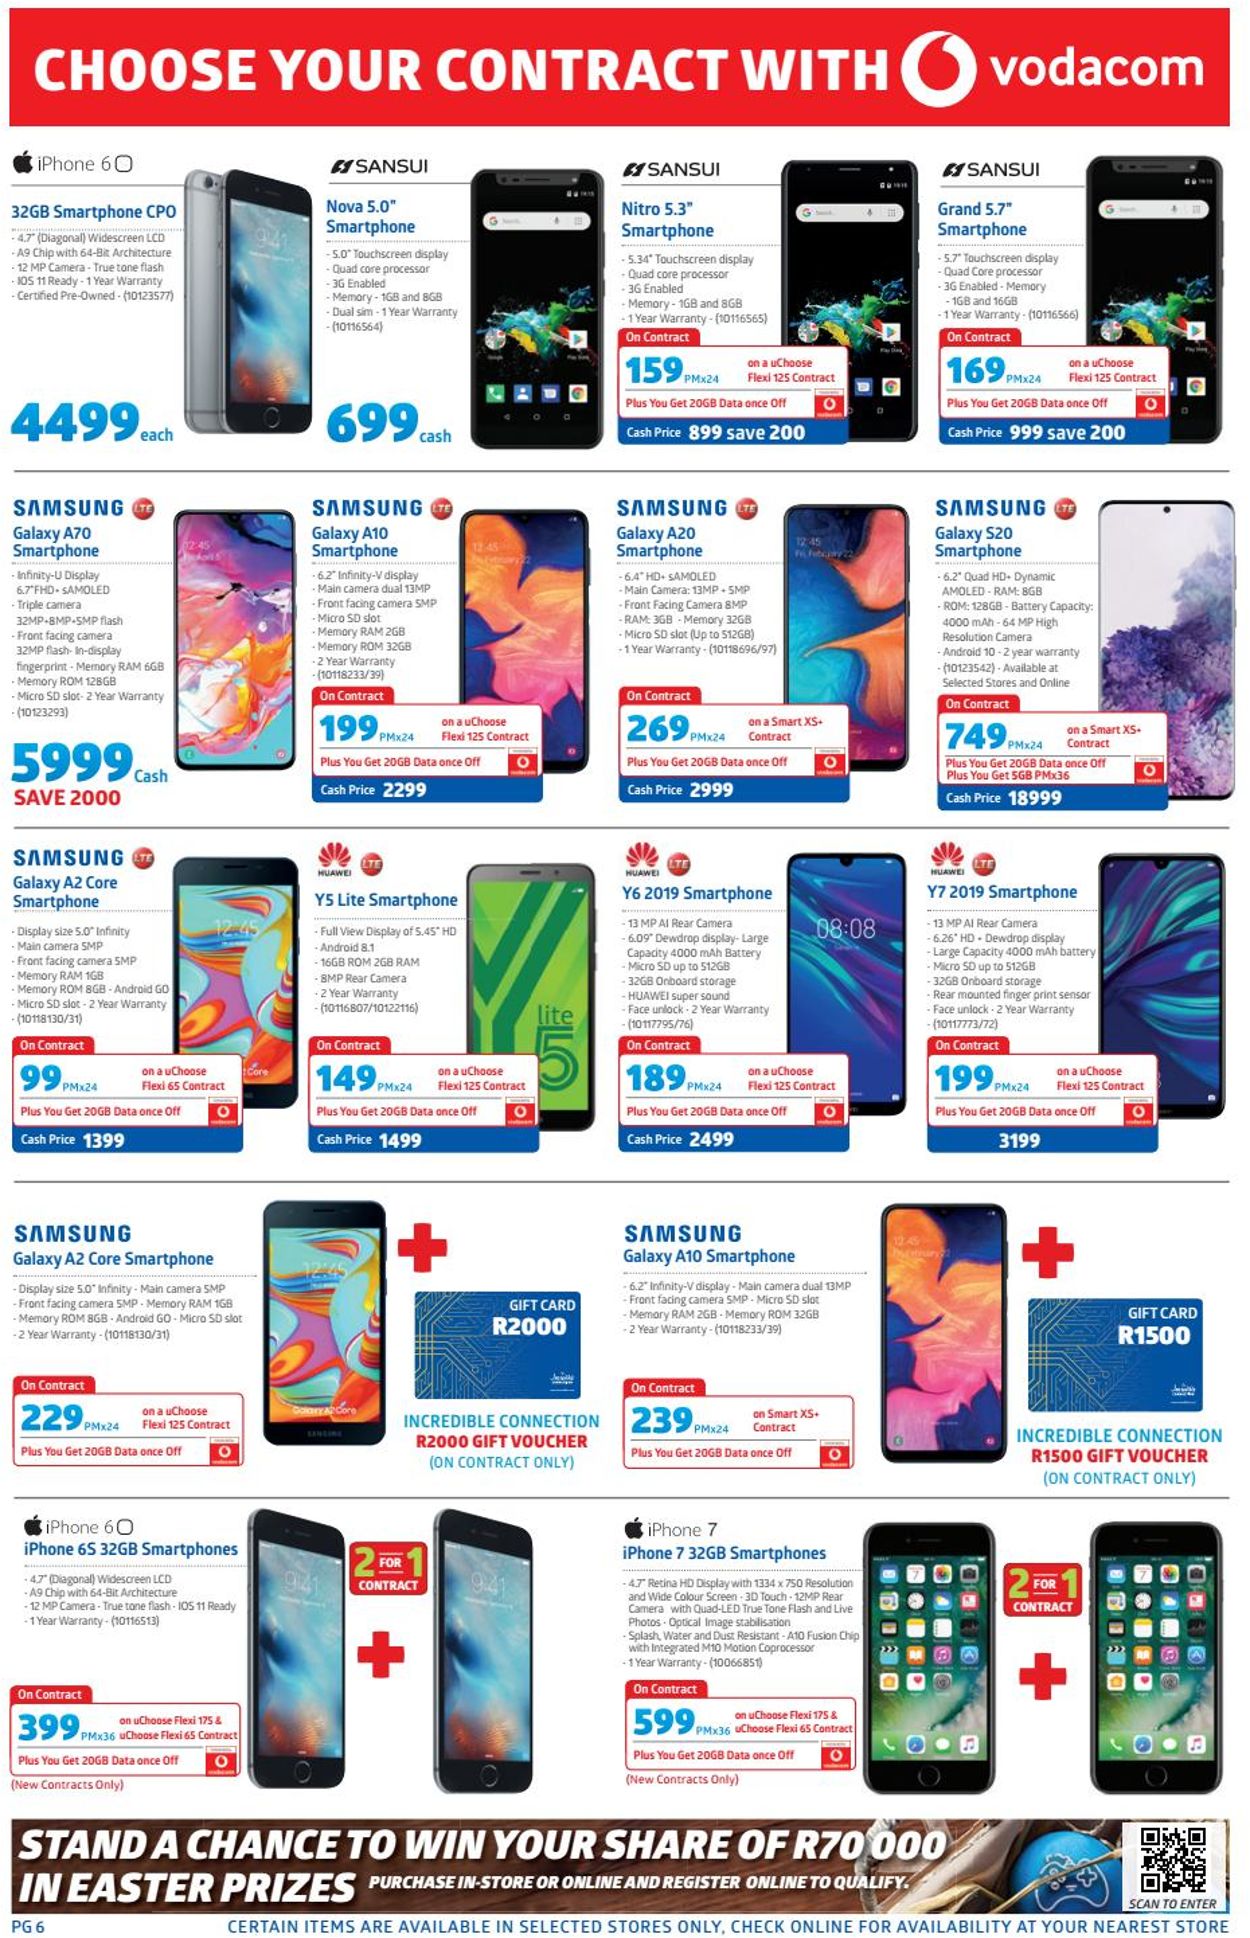 CHOOSE YOUR CONTRACT WITH vodacom
iPhone 6
32GB Smartphone CPO
- 4.7" (Diagonal) Widescreen LCD
- A9 Chip with 64-Bit Architecture
- 12 MP Camera - True tone flash
- IOS 11 Ready - 1 Year Warranty
- Certified Pre-Owned - (10123577)
4499 each
SANSUI
Nova 5.0"
Smartphone
- 5.0" Touchscreen display
- Quad core processor
- 3G Enabled
- Memory - 1GB and 8GB
- Dual sim - 1 Year Warranty
- (10116564)
699 cash
SANSUI
Nitro 5.3"
Smartphone
- 5.34" Touchscreen display
- Quad core processor
- 3G Enabled
- Memory - 1GB and 8GB
- 1 Year Warranty - (10116565)
On Contract
159 PMx24
on a uChoose
Flexi 125 Contract
Plus You Get 20GB Data once Off
Cash Price 899 save 200
SANSUI
Grand 5.7"
Smartphone
- 5.7" Touchscreen display
- Quad Core processor
- 3G Enabled - Memory
- 1GB and 16GB
- 1 Year Warranty - (10116566)
On Contract
169 PMx24
on a uChoose
Flexi 125 Contract
Plus You Get 20GB Data once Off
Cash Price 999 save 200
SAMSUNG LTE
Galaxy A70
Smartphone
- Infinity-U Display
6.7"FHD+ sAMOLED
- Triple camera
32MP+8MP+5MP flash
- Front facing camera
32MP flash- In-display
fingerprint - Memory RAM 6GB
- Memory ROM 128GB
- Micro SD slot- 2 Year Warranty
- (10123293)
5999 Cash
SAVE 2000
SAMSUNG LTE
Galaxy A10
Smartphone
- 6.2" Infinity-V display
- Main camera dual 13MP
- Front facing camera 5MP
- Micro SD slot
- Memory RAM 2GB
- Memory ROM 32GB
- 2 Year Warranty
- (10118233/39)
On Contract
199 PMx24
on a uChoose
Flexi 125 Contract
Plus You Get 20GB Data once Off
Cash Price 2299
SAMSUNG LTE
Galaxy A20
Smartphone
- 6.4" HD+ sAMOLED
- Main Camera: 13MP + 5MP
- Front Facing Camera 8MP
- RAM: 3GB - Memory 32GB
- Micro SD slot (Up to 512GB)
- 1 Year Warranty - (10118696/97)
On Contract
269 PMx24
on a Smart XS+
Contract
Plus You Get 20GB Data once Off
Cash Price 2999
SAMSUNG LTE
Galaxy S20
Smartphone
- 6.2" Quad HD+ Dynamic
AMOLED - RAM: 8GB
- ROM: 128GB - Battery Capacity:
4000 mAh - 64 MP High
Resolution Camera
- Android 10 - 2 year warranty
- (10123542) - Available at
Selected Stores and Online
On Contract
749 PMx24
on a Smart XS+
Contract
Plus You Get 20GB Data once Off
Plus You Get 5GB PMx36
Cash Price 18999
SAMSUNG LTE
Galaxy A2 Core
Smartphone
- Display size 5.0" Infinity
- Main camera 5MP
- Front facing camera 5MP
- Memory RAM 1GB
- Memory ROM 8GB - Android GO
- Micro SD slot - 2 Year Warranty
- (10118130/31)
On Contract
99 PMx24
on a uChoose
Flexi 65 Contract
Plus You Get 20GB Data once Off
Cash Price 1399
HUAWEI LTE
Y5 Lite Smartphone
- Full View Display of 5.45" HD
- Android 8.1
- 16GB ROM 2GB RAM
- 8MP Rear Camera
- 2 Year Warranty
- (10116807/10122116)
lite
5
On Contract
149 PMx24
on a uChoose
Flexi 125 Contract
Plus You Get 20GB Data once Off
Cash Price 1499
HUAWEI LTE
Y6 2019 Smartphone
- 13 MP AI Rear Camera
- 6.09" Dewdrop display- Large
Capacity 4000 mAh Battery
- Micro SD up to 512GB
- 32GB Onboard storage
- HUAWEI super sound
- Face unlock - 2 Year Warranty
- (10117795/76)
08:08
On Contract
189 PMx24
on a uChoose
Flexi 125 Contract
Plus You Get 20GB Data once Off
Cash Price 2499
HUAWEI LTE
Y7 2019 Smartphone
- 13 MP AI Rear Camera
- 6.26" HD + Dewdrop display
- Large Capacity 4000 mAh battery
- Micro SD up to 512GB
- 32GB Onboard storage
- Rear mounted finger print sensor
- Face unlock - 2 Year Warranty
- (10117773/72)
On Contract
199 PMx24
on a uChoose
Flexi 125 Contract
Plus You Get 20GB Data once Off
3199
SAMSUNG
Galaxy A2 Core Smartphone
- Display size 5.0" Infinity - Main camera 5MP
- Front facing camera 5MP - Memory RAM 1GB
- Memory ROM 8GB - Android GO - Micro SD slot
- 2 Year Warranty - (10118130/31)
On Contract
229 PMx24
on a uChoose
Flexi 125 Contract
Plus You Get 20GB Data once Off
GIFT CARD
R2000
INCREDIBLE CONNECTION
R2000 GIFT VOUCHER
(ON CONTRACT ONLY)
SAMSUNG
Galaxy A10 Smartphone
- 6.2" Infinity-V display - Main camera dual 13MP
- Front facing camera 5MP - Micro SD slot
- Memory RAM 2GB - Memory ROM 32GB
- 2 Year Warranty - (10118233/39)
On Contract
239 PMx24
on Smart XS+
Contract
Plus You Get 20GB Data once Off
GIFT CARD
R1500
INCREDIBLE CONNECTION
R1500 GIFT VOUCHER
(ON CONTRACT ONLY)
iPhone 6
iPhone 6S 32GB Smartphones
- 4.7" (Diagonal) Widescreen LCD
- A9 Chip with 64-Bit Architecture
- 12 MP Camera - True tone flash - IOS 11 Ready
- 1 Year Warranty - (10116513)
2 FOR 1
CONTRACT
On Contract
399 PMx36
on uChoose Flexi 175 &
uChoose Flexi 65 Contract
Plus You Get 20GB Data once Off
(New Contracts Only)
iPhone 7
iPhone 7 32GB Smartphones
- 4.7" Retina HD Display with 1334 x 750 Resolution
and Wide Colour Screen - 3D Touch - 12MP Rear
Camera with Quad-LED True Tone Flash and Live
Photos - Optical Image stabilisation
- Splash, Water and Dust Resistant - A10 Fusion Chip
with Integrated M10 Motion Coprocessor
- 1 Year Warranty - (10066851)
2 FOR 1
CONTRACT
On Contract
599 PMx36
on uChoose Flexi 175 &
uChoose Flexi 65 Contract
Plus You Get 20GB Data once Off
(New Contracts Only)
STAND A CHANCE TO WIN YOUR SHARE OF R70 000
IN EASTER PRIZES PURCHASE IN-STORE OR ONLINE AND REGISTER ONLINE TO QUALIFY.
SCAN TO ENTER
PG 6
CERTAIN ITEMS ARE AVAILABLE IN SELECTED STORES ONLY, CHECK ONLINE FOR AVAILABILITY AT YOUR NEAREST STORE